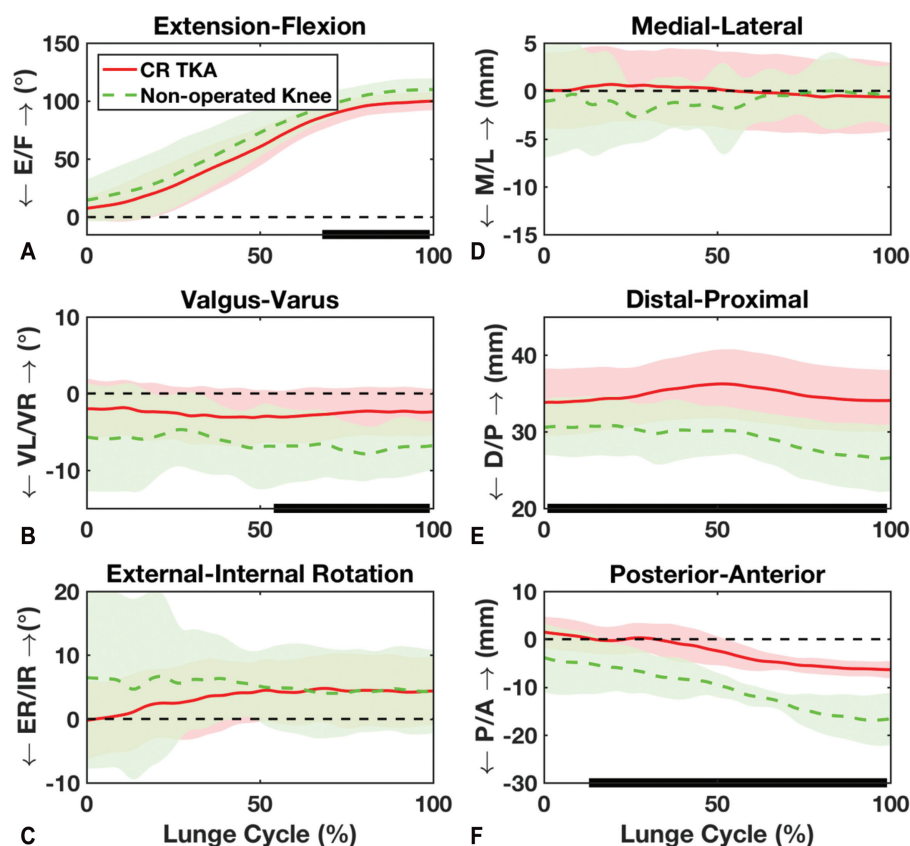 Extension-Flexion
150
100
50
0
← E/F → (°)
CR TKA
Non-operated Knee
A
0
50
100
Valgus-Varus
10
0
-10
← VL/VR → (°)
B
0
50
100
External-Internal Rotation
20
10
0
-10
← ER/IR →(°)
C
0
50
100
Lunge Cycle (%)
Medial-Lateral
5
0
-5
-10
-15
← M/L → (mm)
D
0
50
100
Distal-Proximal
40
30
20
← D/P → (mm)
E
0
50
100
Posterior-Anterior
10
0
-10
-20
-30
← P/A → (mm)
F
0
50
100
Lunge Cycle (%)